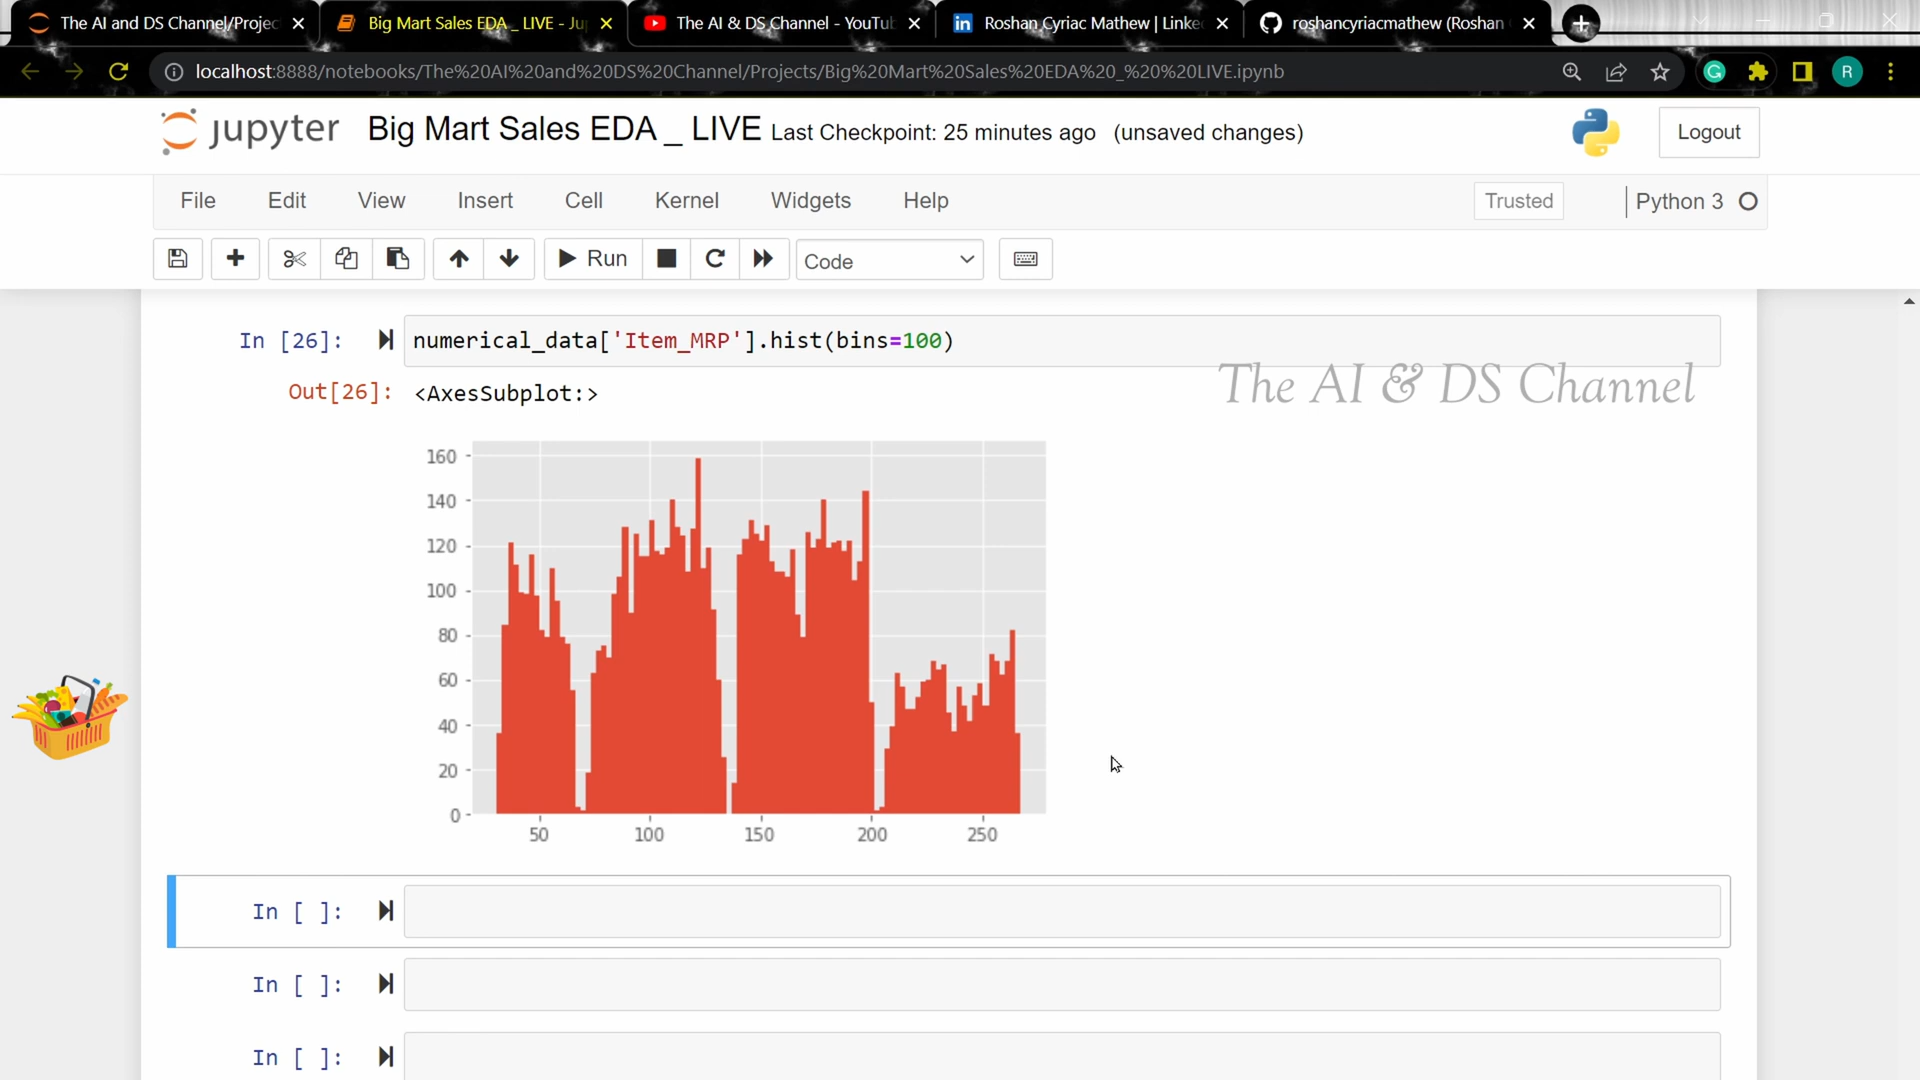 The AI and DS Channel/Projec
Big Mart Sales EDA _ LIVE - Ju
The AI & DS Channel - YouTu
Roshan Cyriac Mathew | Linke
roshancyriacmathew (Roshan
localhost:8888/notebooks/The%20AI%20and%20DS%20Channel/Projects/Big%20Mart%20Sales%20EDA%20_%20%20LIVE.ipynb
G
R
jupyter Big Mart Sales EDA _ LIVE Last Checkpoint: 25 minutes ago (unsaved changes)
Logout
File Edit View Insert Cell Kernel Widgets Help
Trusted
Python 3
Run
Code
In [26]: numerical_data['Item_MRP'].hist(bins=100)
Out[26]: <AxesSubplot:>
The AI & DS Channel
160
140
120
100
80
60
40
20
0
50 100 150 200 250
In [ ]:
In [ ]:
In [ ]: